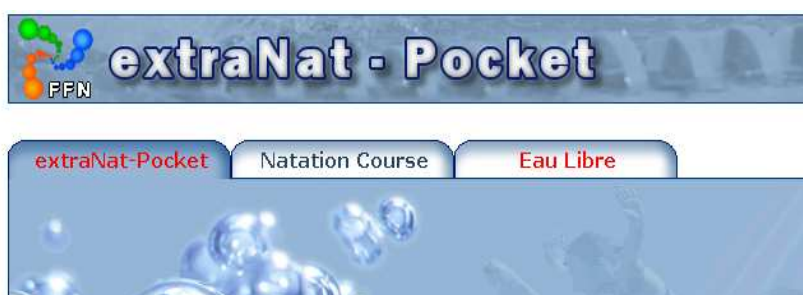 FFN
extraNat - Pocket
extraNat-Pocket
Natation Course
Eau Libre